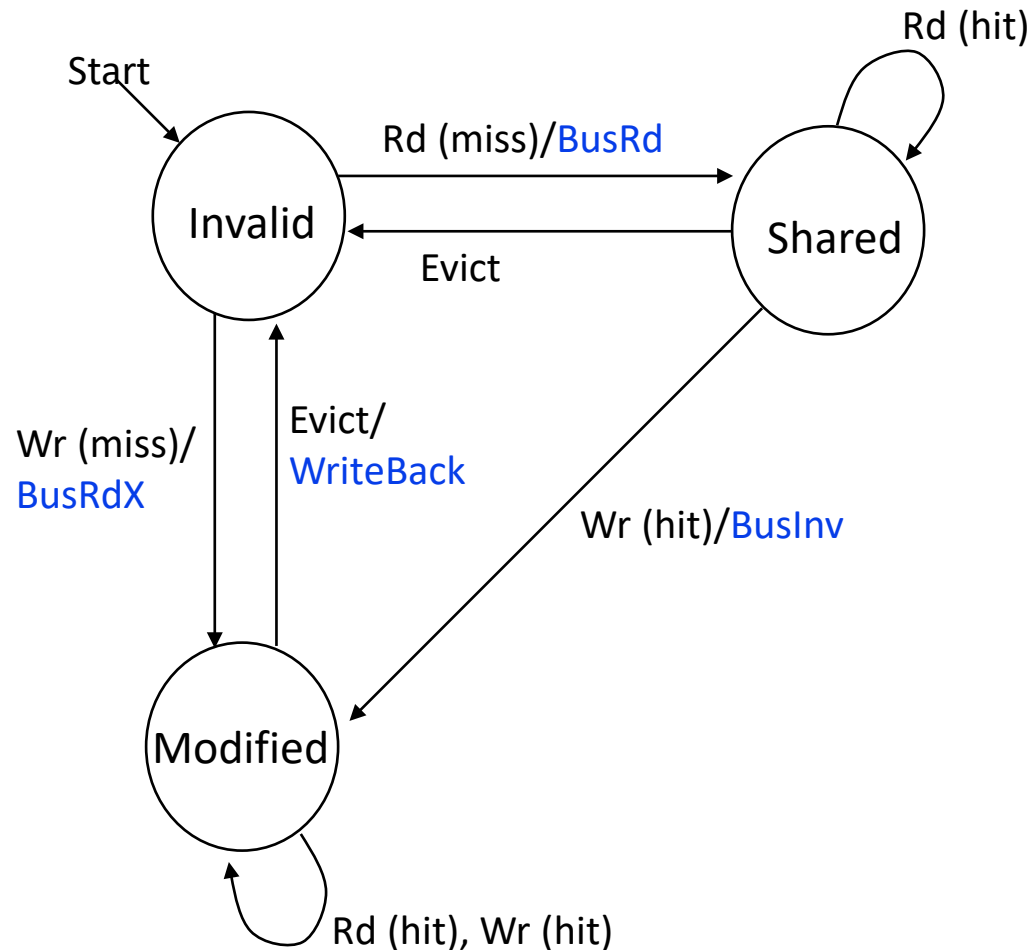 Rd (hit)
Start
Rd (miss)/BusRd
Invalid
Shared
Evict
Evict/
WriteBack
Wr (miss)/
BusRdX
Wr (hit)/BusInv
Modified
Rd (hit), Wr (hit)